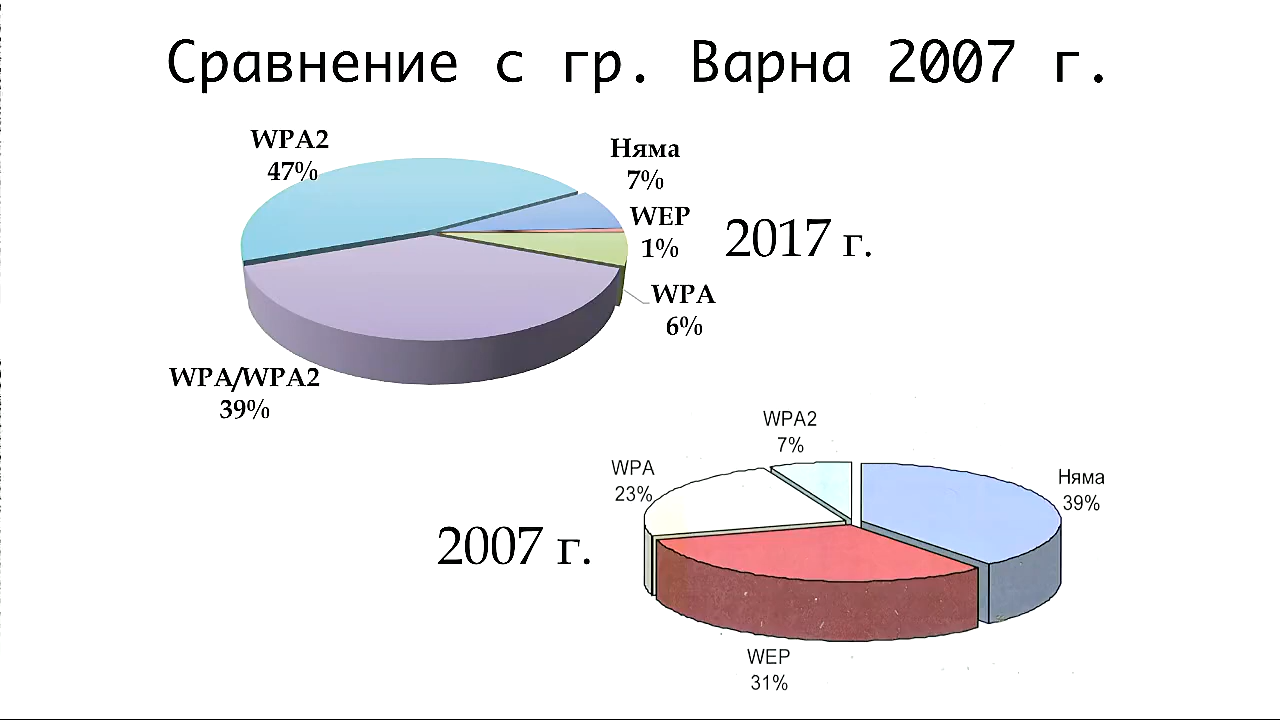 Сравнение с гр. Варна 2007 г.
WPA2
47%
Няма
7%
WEP
1%
2017 г.
WPA
6%
WPA/WPA2
39%
WPA2
7%
WPA
23%
Няма
39%
2007 г.
WEP
31%